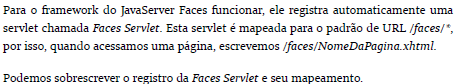 Para o framework do JavaServer Faces funcionar, ele registra automaticamente uma
servlet chamada Faces Servlet. Esta servlet é mapeada para o padrão de URL /faces/*,
por isso, quando acessamos uma página, escrevemos /faces/NomeDaPagina.xhtml.
Podemos sobrescrever o registro da Faces Servlet e seu mapeamento.